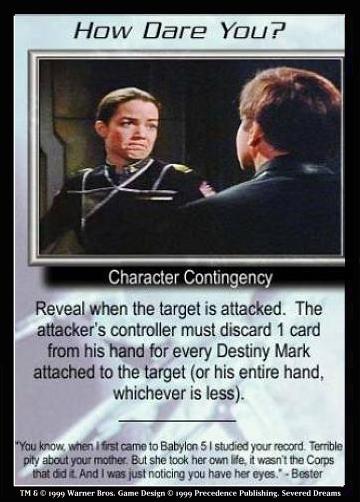 How Dare You?
Character Contingency
Reveal when the target is attacked.  The
attacker's controller must discard 1 card
from his hand for every Destiny Mark
attached to the target (or his entire hand,
whichever is less).
"You know, when I first came to Babylon 5 I studied your record. Terrible
pity about your mother. But she took her own life, it wasn't the Corps
that did it. And I was just noticing you have her eyes." - Bester
TM & © 1999 Warner Bros. Game Design © 1999 Precedence Publishing. Severed Dreams